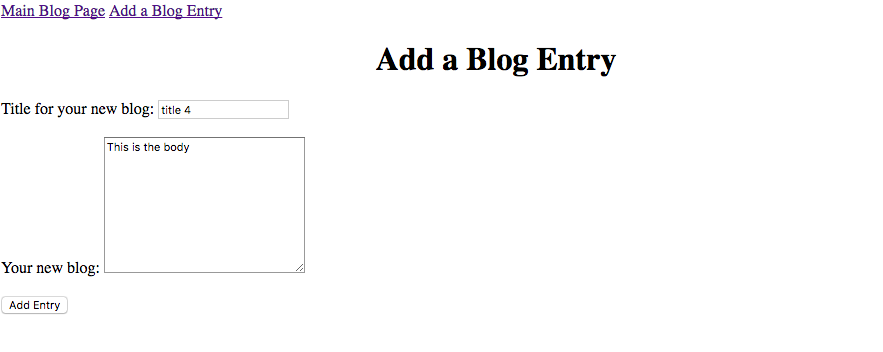 Main Blog Page Add a Blog Entry
Add a Blog Entry
Title for your new blog: title 4
This is the body
Your new blog:
Add Entry